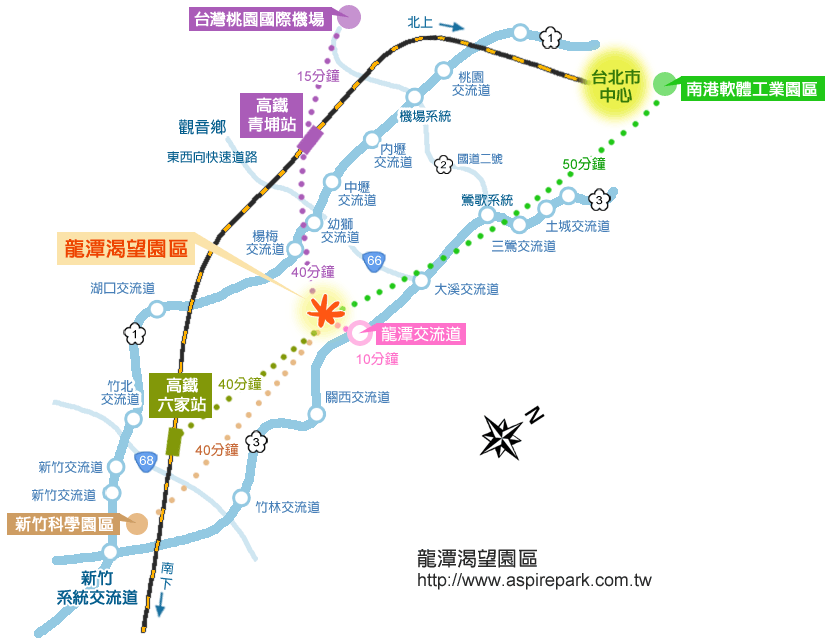 台灣桃園國際機場
北上
1
15分鐘
桃園
交流道
台北市
中心
南港軟體工業園區
高鐵
青埔站
機場系統
觀音鄉
東西向快速道路
內壢
交流道
2
國道二號
50分鐘
中壢
交流道
鶯歌系統
3
土城交流道
三鶯交流道
幼獅
交流道
楊梅
交流道
龍潭渴望園區
66
40分鐘
大溪交流道
湖口交流道
1
龍潭交流道
10分鐘
高鐵
六家站
40分鐘
竹北
交流道
關西交流道
N
3
40分鐘
68
新竹交流道
新竹交流道
竹林交流道
新竹科學園區
新竹
系統交流道
南下
龍潭渴望園區
http://www.aspirepark.com.tw